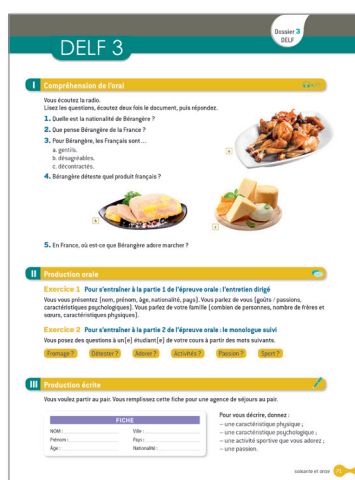 Dossier 3
DELF
DELF 3
I Compréhension de l'oral
Vous écoutez la radio.
Lisez les questions, écoutez deux fois le document, puis répondez.
1. Quelle est la nationalité de Bérangère ?
2. Que pense Bérangère de la France ?
3. Pour Bérangère, les Français sont ...
a. gentils.
b. désagréables.
c. décontractés.
4. Bérangère déteste quel produit français ?
5. En France, où est-ce que Bérangère adore marcher ?
II Production orale
Exercice 1 Pour s'entraîner à la partie 1 de l'épreuve orale : l'entretien dirigé
Vous vous présentez (nom, prénom, âge, nationalité, pays). Vous parlez de vous (goûts / passions,
caractéristiques psychologiques). Vous parlez de votre famille (combien de personnes, nombre de frères et
sœurs, caractéristiques physiques).
Exercice 2 Pour s'entraîner à la partie 2 de l'épreuve orale : le monologue suivi
Vous posez des questions à un(e) étudiant(e) de votre cours à partir des mots suivants.
Fromage ? Détester ? Adorer ? Activités ? Passion ? Sport ?
III Production écrite
Vous voulez partir au pair. Vous remplissez cette fiche pour une agence de séjours au pair.
FICHE
NOM : Ville :
Prénom : Pays :
Âge : Nationalité :
Pour vous décrire, donnez :
– une caractéristique physique ;
– une caractéristique psychologique ;
– une activité sportive que vous adorez ;
– une passion.
soixante et onze 71